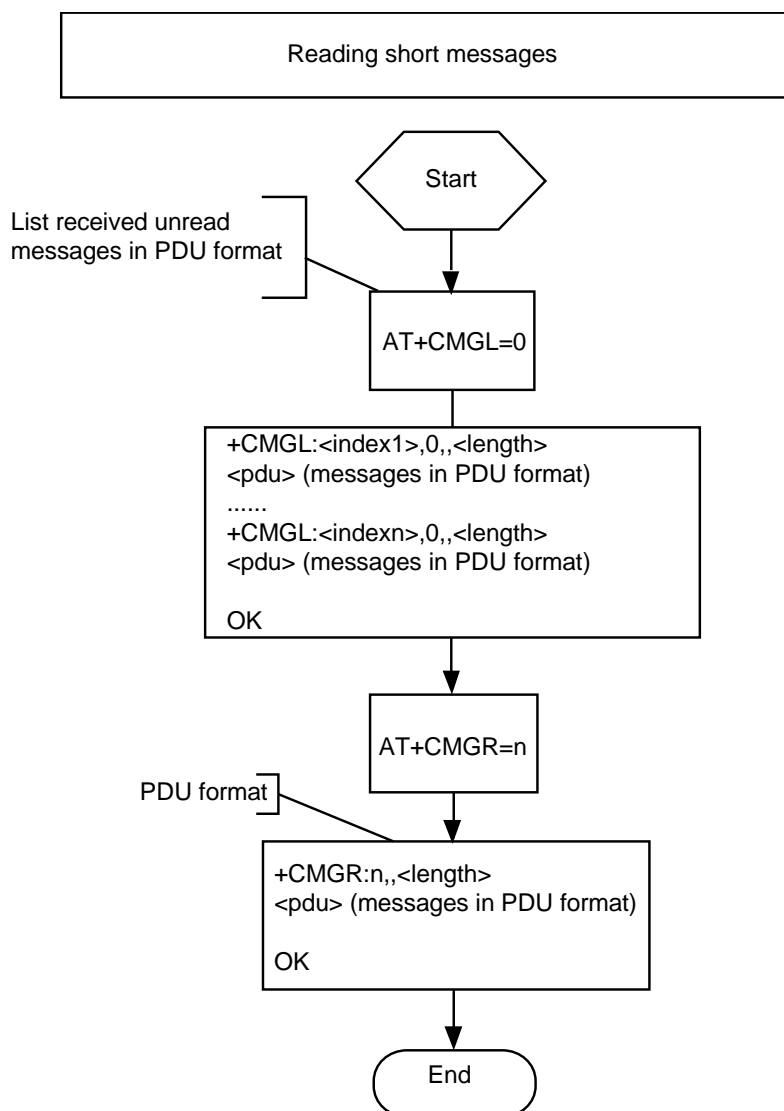 Reading short messages
Start
List received unread
messages in PDU format
AT+CMGL=0
+CMGL:<index1>,0,,<length>
<pdu> (messages in PDU format)
......
+CMGL:<indexn>,0,,<length>
<pdu> (messages in PDU format)
OK
AT+CMGR=n
PDU format
+CMGR:n,,<length>
<pdu> (messages in PDU format)
OK
End